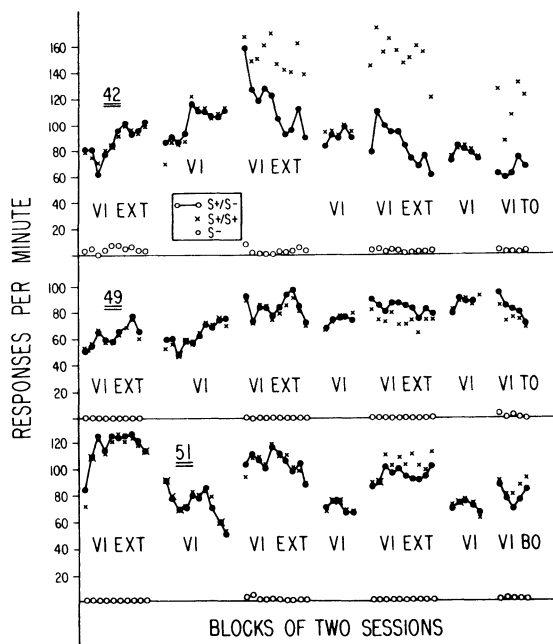 RESPONSES PER MINUTE
160
140
120
100
80
60
40
20
42
VI EXT
VI
VI EXT
VI
VI EXT
VI
VI TO
S+/S-
S+/S+
S-
100
80
60
40
20
49
VI EXT
VI
VI EXT
VI
VI EXT
VI
VI TO
120
100
80
60
40
20
51
VI EXT
VI
VI EXT
VI
VI EXT
VI
VI BO
BLOCKS OF TWO SESSIONS